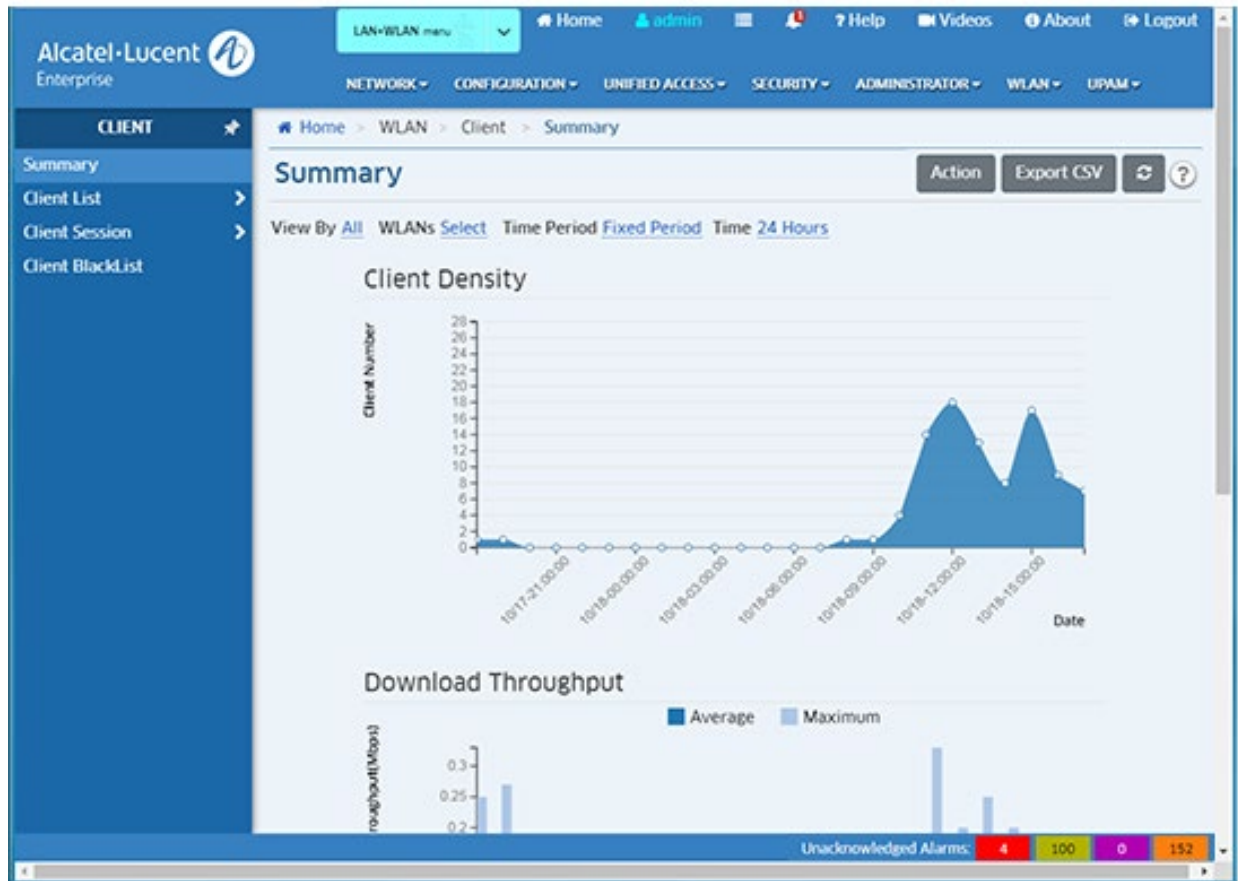 Alcatel·Lucent
Enterprise
LAN+WLAN menu
Home admin 1 ? Help Videos About Logout
NETWORK CONFIGURATION UNIFIED ACCESS SECURITY ADMINISTRATOR WLAN UPAM
CLIENT
Summary
Client List
Client Session
Client BlackList
Home > WLAN > Client > Summary
Summary
Action Export CSV ?
View By All WLANs Select Time Period Fixed Period Time 24 Hours
Client Density
Client Number
28
26
24
22
20
18
16
14
12
10
8
6
4
2
0
10/17-21:00:00 10/18-00:00:00 10/18-03:00:00 10/18-06:00:00 10/18-09:00:00 10/18-12:00:00 10/18-15:00:00
Date
Download Throughput
Average Maximum
roughput(Mbps)
0.3
0.25
0.2
Unacknowledged Alarms: 4 100 0 152